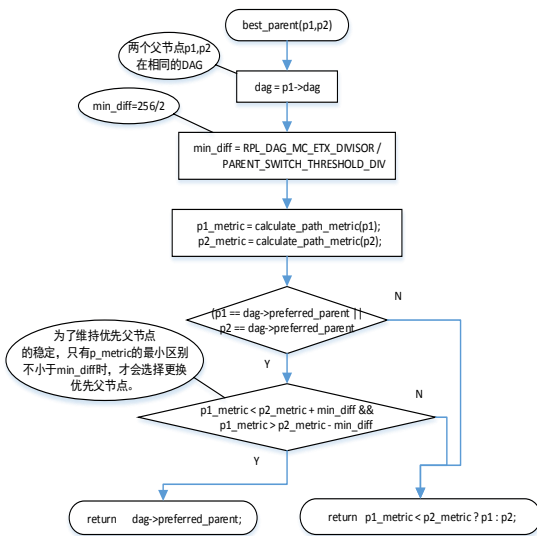 best_parent(p1,p2)
两个父节点p1,p2
在相同的DAG
dag = p1->dag
min_diff=256/2
min_diff = RPL_DAG_MC_ETX_DIVISOR /
PARENT_SWITCH_THRESHOLD_DIV
p1_metric = calculate_path_metric(p1);
p2_metric = calculate_path_metric(p2);
(p1 == dag->preferred_parent ||
p2 == dag->preferred_parent
N
Y
为了维持优先父节点
的稳定，只有p_metric的最小区别
不小于min_diff时，才会选择更换
优先父节点。
p1_metric < p2_metric + min_diff &&
p1_metric > p2_metric - min_diff
N
Y
return dag->preferred_parent;
return p1_metric < p2_metric ? p1 : p2;